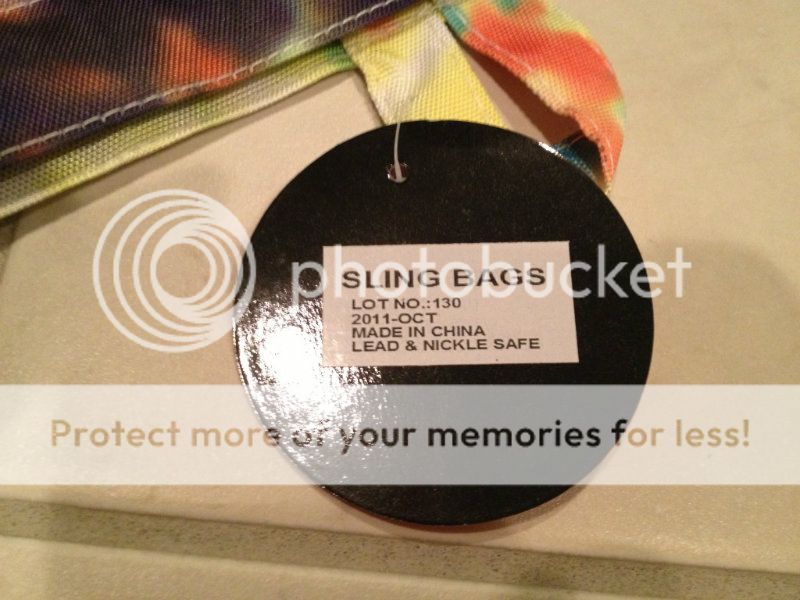 photobucket
SLING BAGS
LOT NO.:130
2011-OCT
MADE IN CHINA
LEAD & NICKLE SAFE
Protect more of your memories for less!